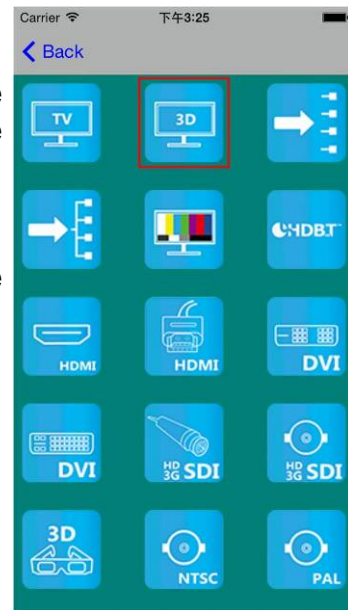 Carrier 下午3:25
Back
e
e
e
TV 3D
HDBT
HDMI HDMI DVI
DVI HD 3G SDI HD 3G SDI
3D NTSC PAL